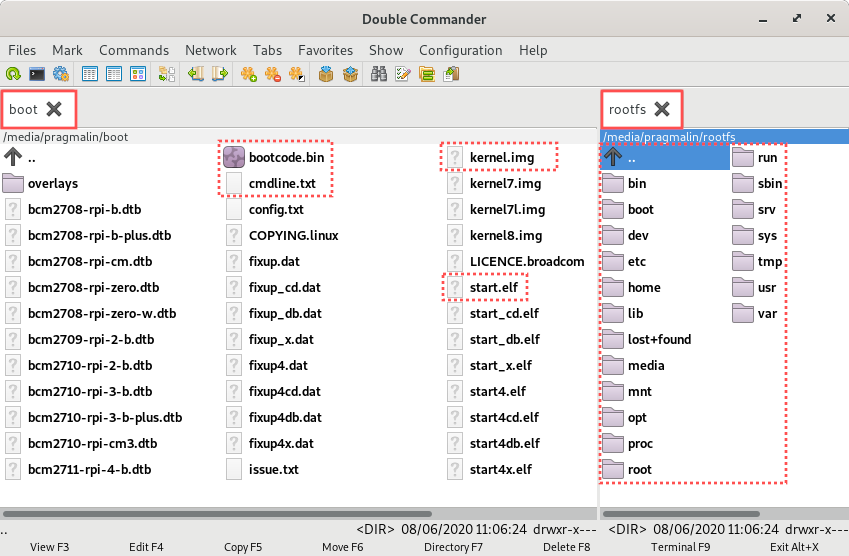 Double Commander
Files Mark Commands Network Tabs Favorites Show Configuration Help
boot
/media/pragmalin/boot
..
overlays
bcm2708-rpi-b.dtb
bcm2708-rpi-b-plus.dtb
bcm2708-rpi-cm.dtb
bcm2708-rpi-zero.dtb
bcm2708-rpi-zero-w.dtb
bcm2709-rpi-2-b.dtb
bcm2710-rpi-2-b.dtb
bcm2710-rpi-3-b.dtb
bcm2710-rpi-3-b-plus.dtb
bcm2710-rpi-cm3.dtb
bcm2711-rpi-4-b.dtb
bootcode.bin
cmdline.txt
config.txt
COPYING.linux
fixup.dat
fixup_cd.dat
fixup_db.dat
fixup_x.dat
fixup4.dat
fixup4cd.dat
fixup4db.dat
fixup4x.dat
issue.txt
kernel.img
kernel7.img
kernel7l.img
kernel8.img
LICENCE.broadcom
start.elf
start_cd.elf
start_db.elf
start_x.elf
start4.elf
start4cd.elf
start4db.elf
start4x.elf
.. <DIR> 08/06/2020 11:06:24 drwxr-x---
rootfs
/media/pragmalin/rootfs
..
bin
boot
dev
etc
home
lib
lost+found
media
mnt
opt
proc
root
run
sbin
srv
sys
tmp
usr
var
<DIR> 08/06/2020 11:06:24 drwxr-x---
View F3 Edit F4 Copy F5 Move F6 Directory F7 Delete F8 Terminal F9 Exit Alt+X